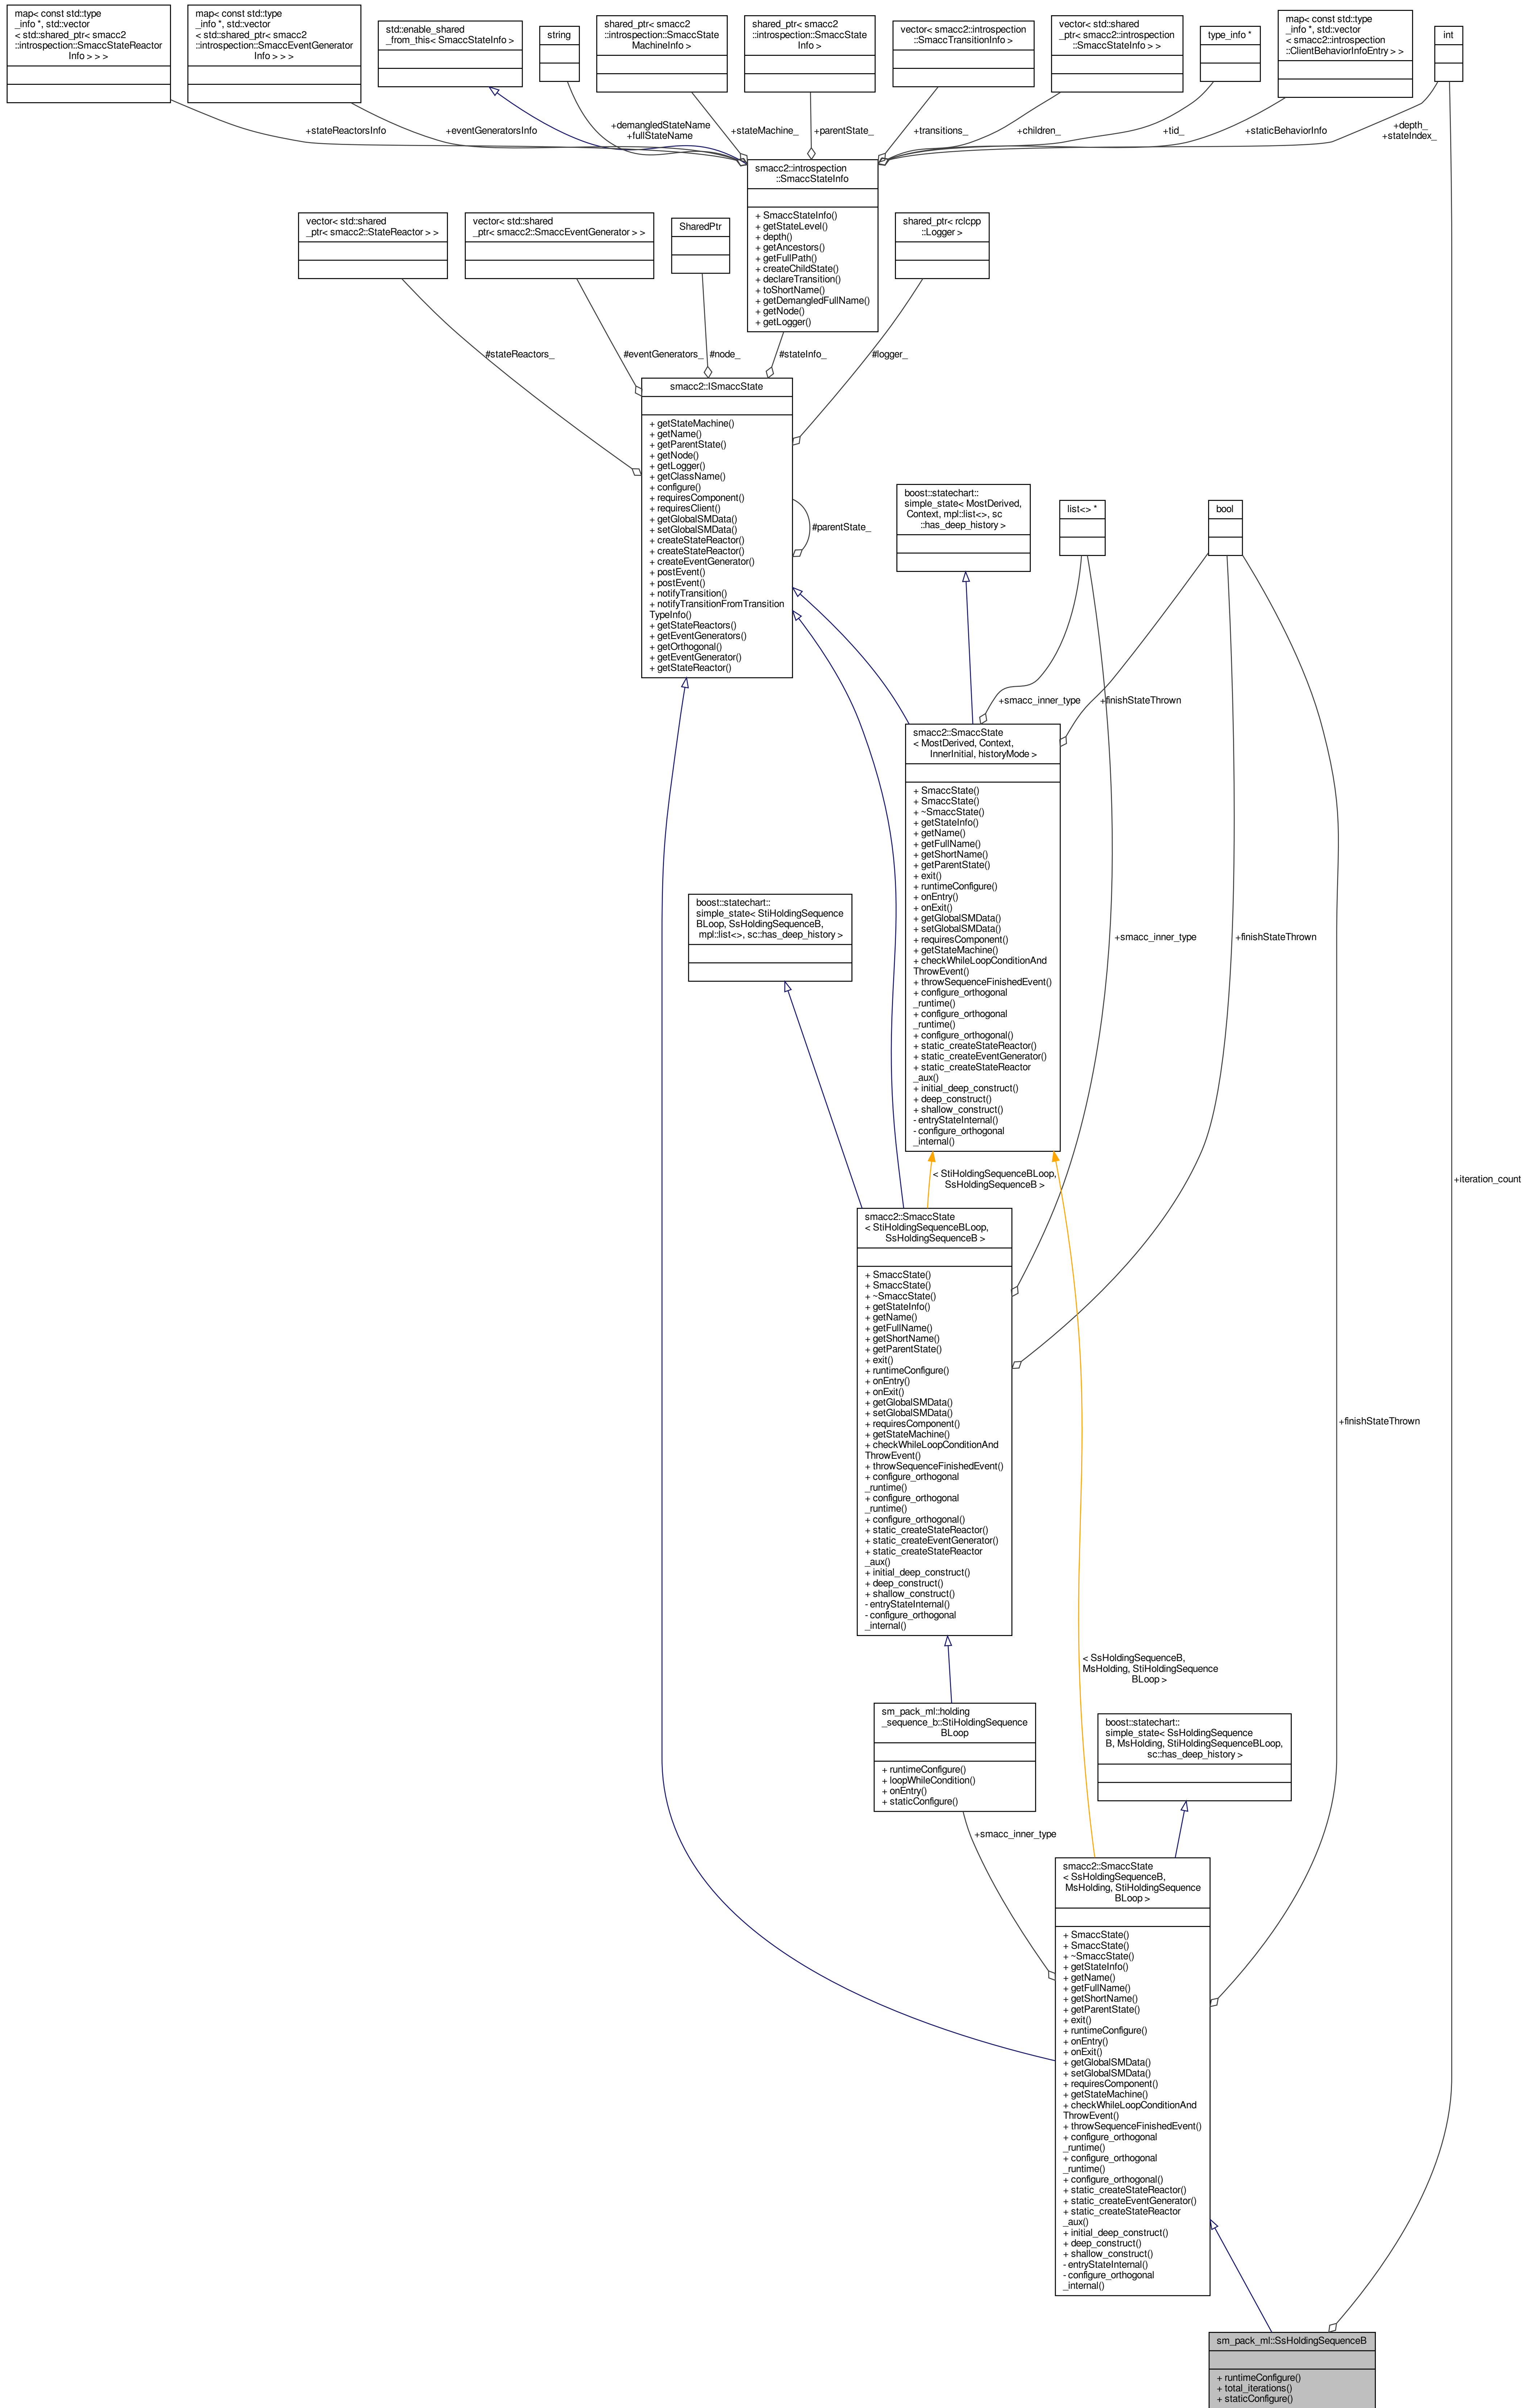 map< const std::type
_info *, std::vector
< std::shared_ptr< smacc2
::introspection::SmaccStateReactor
Info > > >
map< const std::type
_info *, std::vector
< std::shared_ptr< smacc2
::introspection::SmaccEventGenerator
Info > > >
std::enable_shared
_from_this< SmaccStateInfo >
string
shared_ptr< smacc2
::introspection::SmaccState
MachineInfo >
shared_ptr< smacc2
::introspection::SmaccState
Info >
vector< smacc2::introspection
::SmaccTransitionInfo >
vector< std::shared
_ptr< smacc2::introspection
::SmaccStateInfo > >
type_info *
map< const std::type
_info *, std::vector
< smacc2::introspection
::ClientBehaviorInfoEntry > >
int
+stateReactorsInfo
+eventGeneratorsInfo
+demangledStateName
+fullStateName
+stateMachine_
+parentState_
+transitions_
+children_
+tid_
+staticBehaviorInfo
+depth_
+stateIndex_
smacc2::introspection
::SmaccStateInfo
+ SmaccStateInfo()
+ getStateLevel()
+ depth()
+ getAncestors()
+ getFullPath()
+ createChildState()
+ declareTransition()
+ toShortName()
+ getDemangledFullName()
+ getNode()
+ getLogger()
vector< std::shared
_ptr< smacc2::StateReactor > >
vector< std::shared
_ptr< smacc2::SmaccEventGenerator > >
SharedPtr
shared_ptr< rclcpp
::Logger >
#stateReactors_
#eventGenerators_
#node_
#stateInfo_
#logger_
smacc2::ISmaccState
+ getStateMachine()
+ getName()
+ getParentState()
+ getNode()
+ getLogger()
+ getClassName()
+ configure()
+ requiresComponent()
+ requiresClient()
+ getGlobalSMData()
+ setGlobalSMData()
+ createStateReactor()
+ createStateReactor()
+ createEventGenerator()
+ postEvent()
+ postEvent()
+ notifyTransition()
+ notifyTransitionFromTransition
TypeInfo()
+ getStateReactors()
+ getEventGenerators()
+ getOrthogonal()
+ getEventGenerator()
+ getStateReactor()
#parentState_
boost::statechart::
simple_state< MostDerived,
Context, mpl::list<>, sc
::has_deep_history >
list<> *
bool
+smacc_inner_type
+finishStateThrown
smacc2::SmaccState
< MostDerived, Context,
InnerInitial, historyMode >
+ SmaccState()
+ SmaccState()
+ ~SmaccState()
+ getStateInfo()
+ getName()
+ getFullName()
+ getShortName()
+ getParentState()
+ exit()
+ runtimeConfigure()
+ onEntry()
+ onExit()
+ getGlobalSMData()
+ setGlobalSMData()
+ requiresComponent()
+ getStateMachine()
+ checkWhileLoopConditionAnd
ThrowEvent()
+ throwSequenceFinishedEvent()
+ configure_orthogonal
_runtime()
+ configure_orthogonal
_runtime()
+ configure_orthogonal()
+ static_createStateReactor()
+ static_createEventGenerator()
+ static_createStateReactor
_aux()
+ initial_deep_construct()
+ deep_construct()
+ shallow_construct()
- entryStateInternal()
- configure_orthogonal
_internal()
boost::statechart::
simple_state< StiHoldingSequence
BLoop, SsHoldingSequenceB,
mpl::list<>, sc::has_deep_history >
+smacc_inner_type
+finishStateThrown
< StiHoldingSequenceBLoop,
SsHoldingSequenceB >
+iteration_count
smacc2::SmaccState
< StiHoldingSequenceBLoop,
SsHoldingSequenceB >
+ SmaccState()
+ SmaccState()
+ ~SmaccState()
+ getStateInfo()
+ getName()
+ getFullName()
+ getShortName()
+ getParentState()
+ exit()
+ runtimeConfigure()
+ onEntry()
+ onExit()
+ getGlobalSMData()
+ setGlobalSMData()
+ requiresComponent()
+ getStateMachine()
+ checkWhileLoopConditionAnd
ThrowEvent()
+ throwSequenceFinishedEvent()
+ configure_orthogonal
_runtime()
+ configure_orthogonal
_runtime()
+ configure_orthogonal()
+ static_createStateReactor()
+ static_createEventGenerator()
+ static_createStateReactor
_aux()
+ initial_deep_construct()
+ deep_construct()
+ shallow_construct()
- entryStateInternal()
- configure_orthogonal
_internal()
+finishStateThrown
< SsHoldingSequenceB,
MsHolding, StiHoldingSequence
BLoop >
sm_pack_ml::holding
_sequence_b::StiHoldingSequence
BLoop
+ runtimeConfigure()
+ loopWhileCondition()
+ onEntry()
+ staticConfigure()
boost::statechart::
simple_state< SsHoldingSequence
B, MsHolding, StiHoldingSequenceBLoop,
sc::has_deep_history >
+smacc_inner_type
smacc2::SmaccState
< SsHoldingSequenceB,
MsHolding, StiHoldingSequence
BLoop >
+ SmaccState()
+ SmaccState()
+ ~SmaccState()
+ getStateInfo()
+ getName()
+ getFullName()
+ getShortName()
+ getParentState()
+ exit()
+ runtimeConfigure()
+ onEntry()
+ onExit()
+ getGlobalSMData()
+ setGlobalSMData()
+ requiresComponent()
+ getStateMachine()
+ checkWhileLoopConditionAnd
ThrowEvent()
+ throwSequenceFinishedEvent()
+ configure_orthogonal
_runtime()
+ configure_orthogonal
_runtime()
+ configure_orthogonal()
+ static_createStateReactor()
+ static_createEventGenerator()
+ static_createStateReactor
_aux()
+ initial_deep_construct()
+ deep_construct()
+ shallow_construct()
- entryStateInternal()
- configure_orthogonal
_internal()
sm_pack_ml::SsHoldingSequenceB
+ runtimeConfigure()
+ total_iterations()
+ staticConfigure()